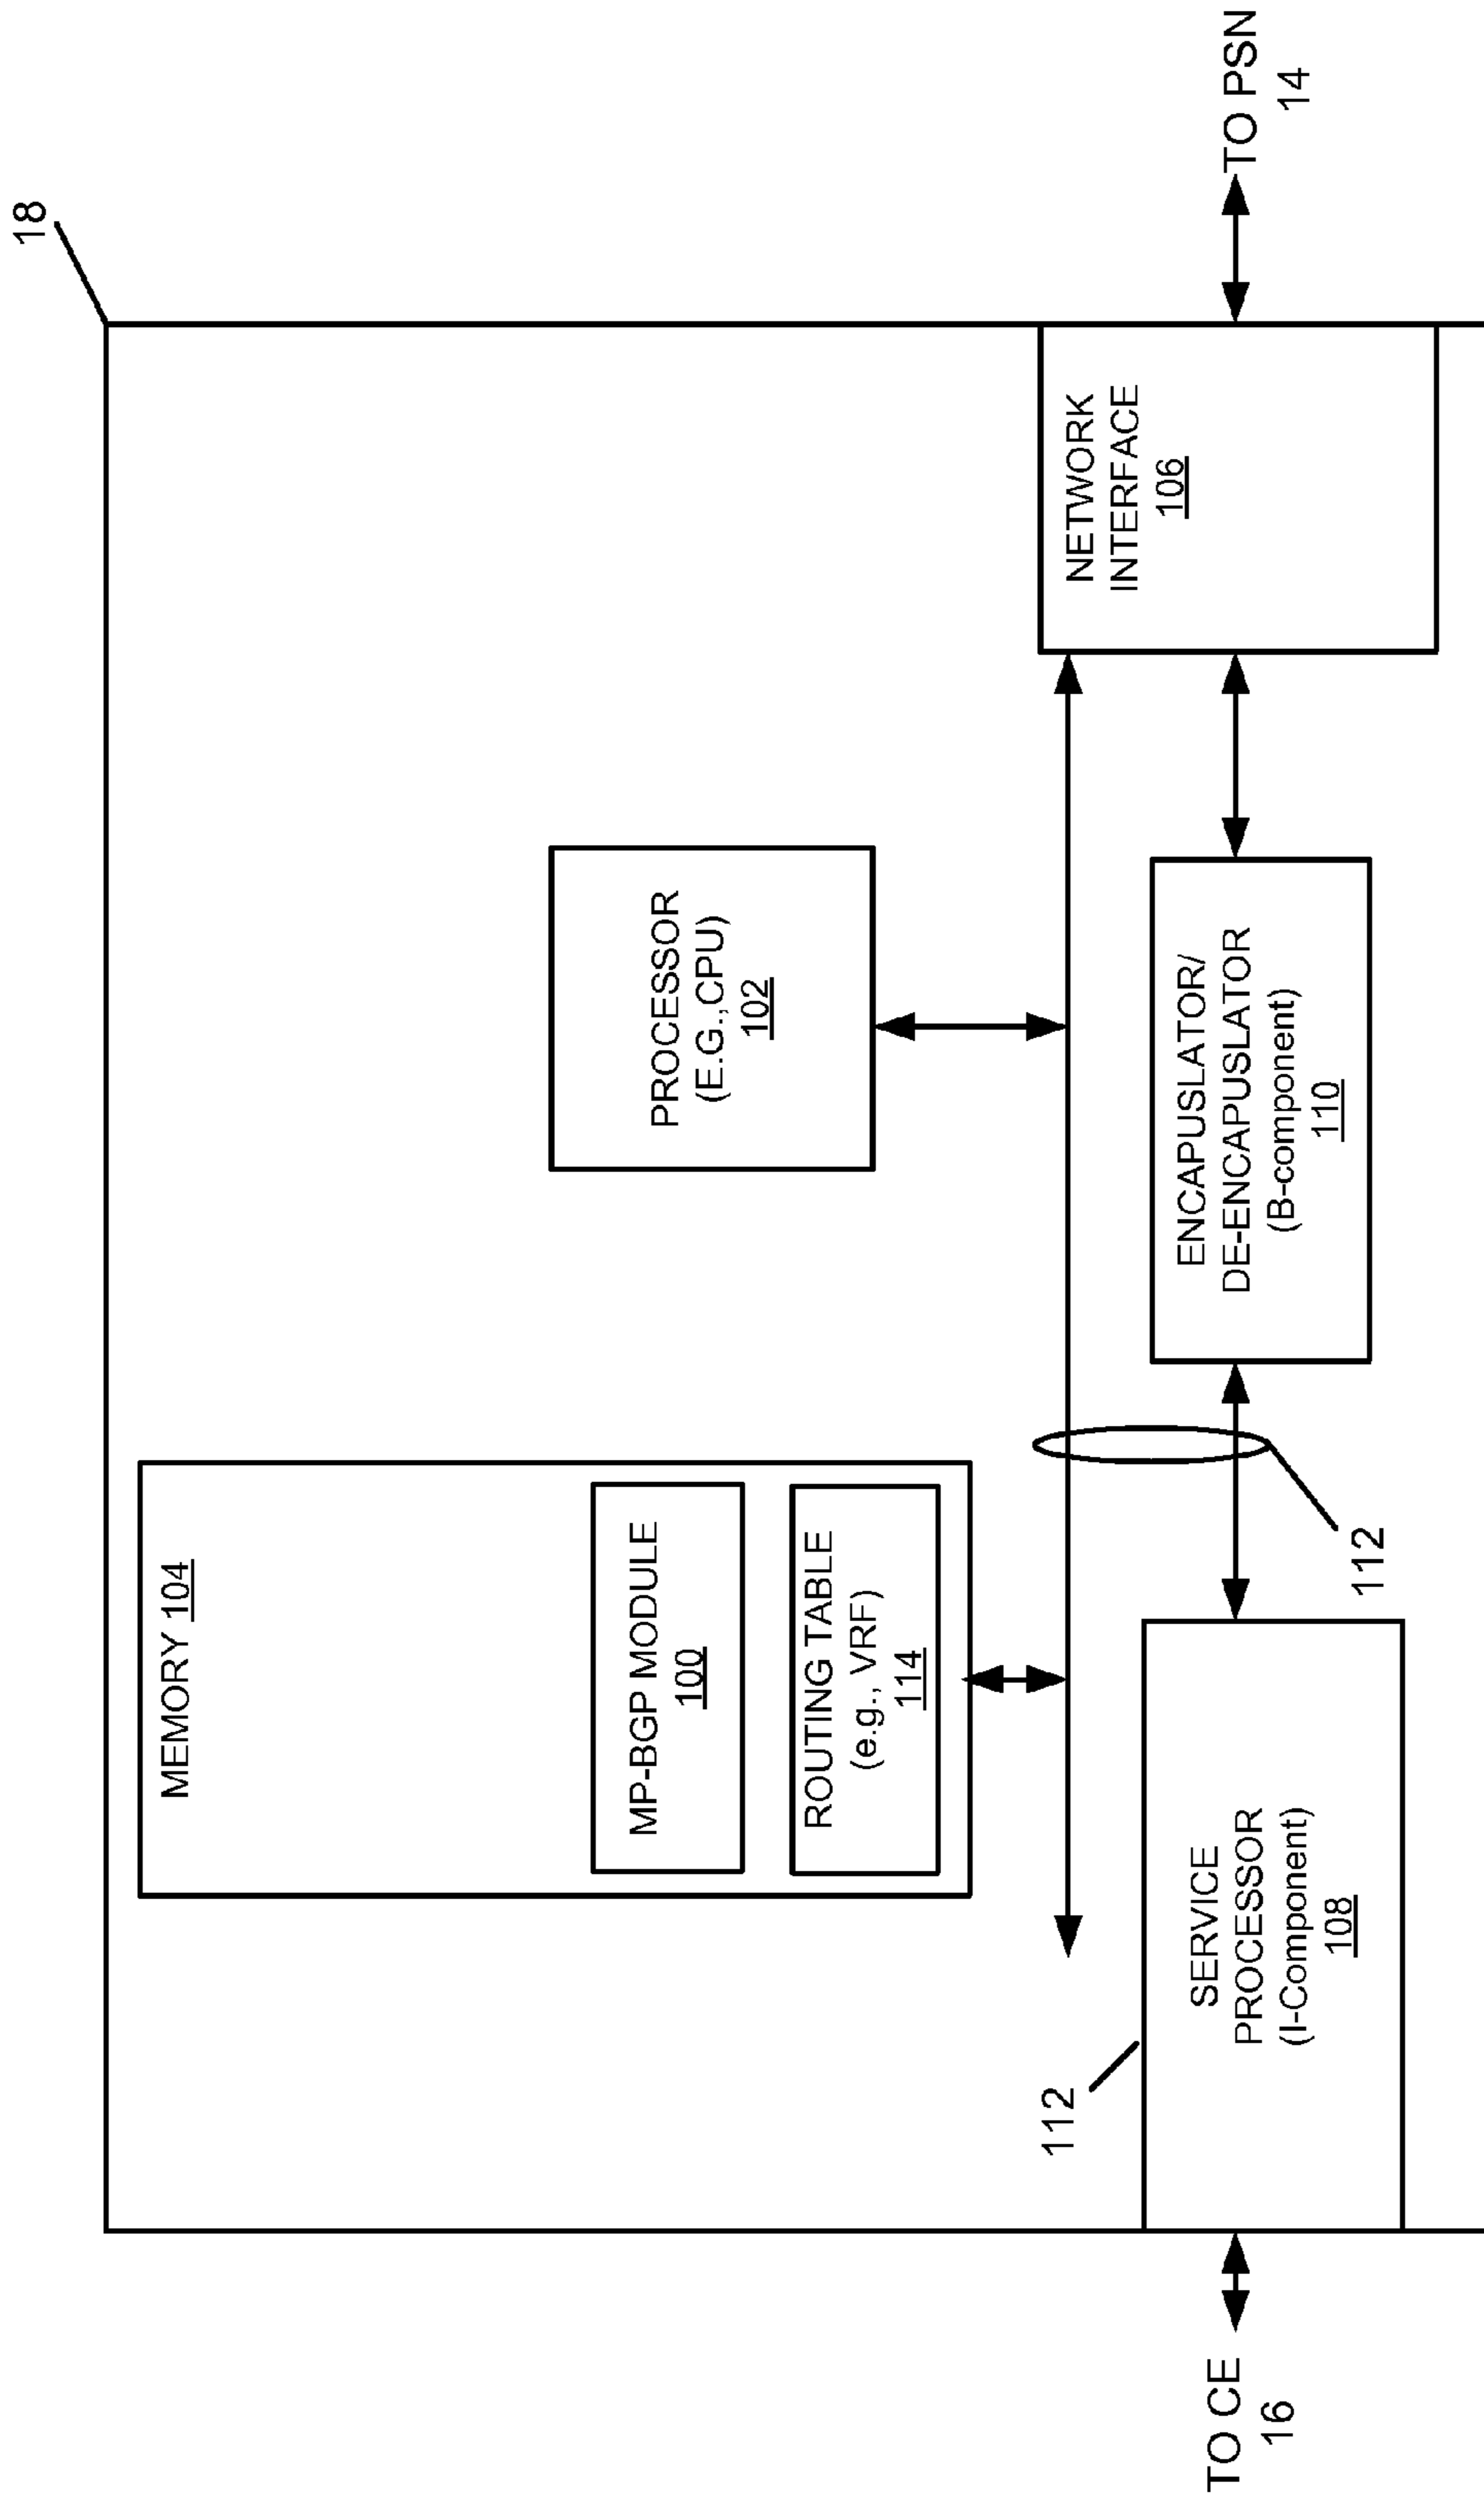 18
MEMORY 104
MP-BGP MODULE
100
ROUTING TABLE
(e.g., VRF)
114
PROCESSOR
(E.G.,CPU)
102
NETWORK
INTERFACE
106
TO PSN
14
112
SERVICE
PROCESSOR
(I-Component)
108
ENCAPUSLATOR/
DE-ENCAPUSLATOR
(B-component)
110
112
TO CE
16